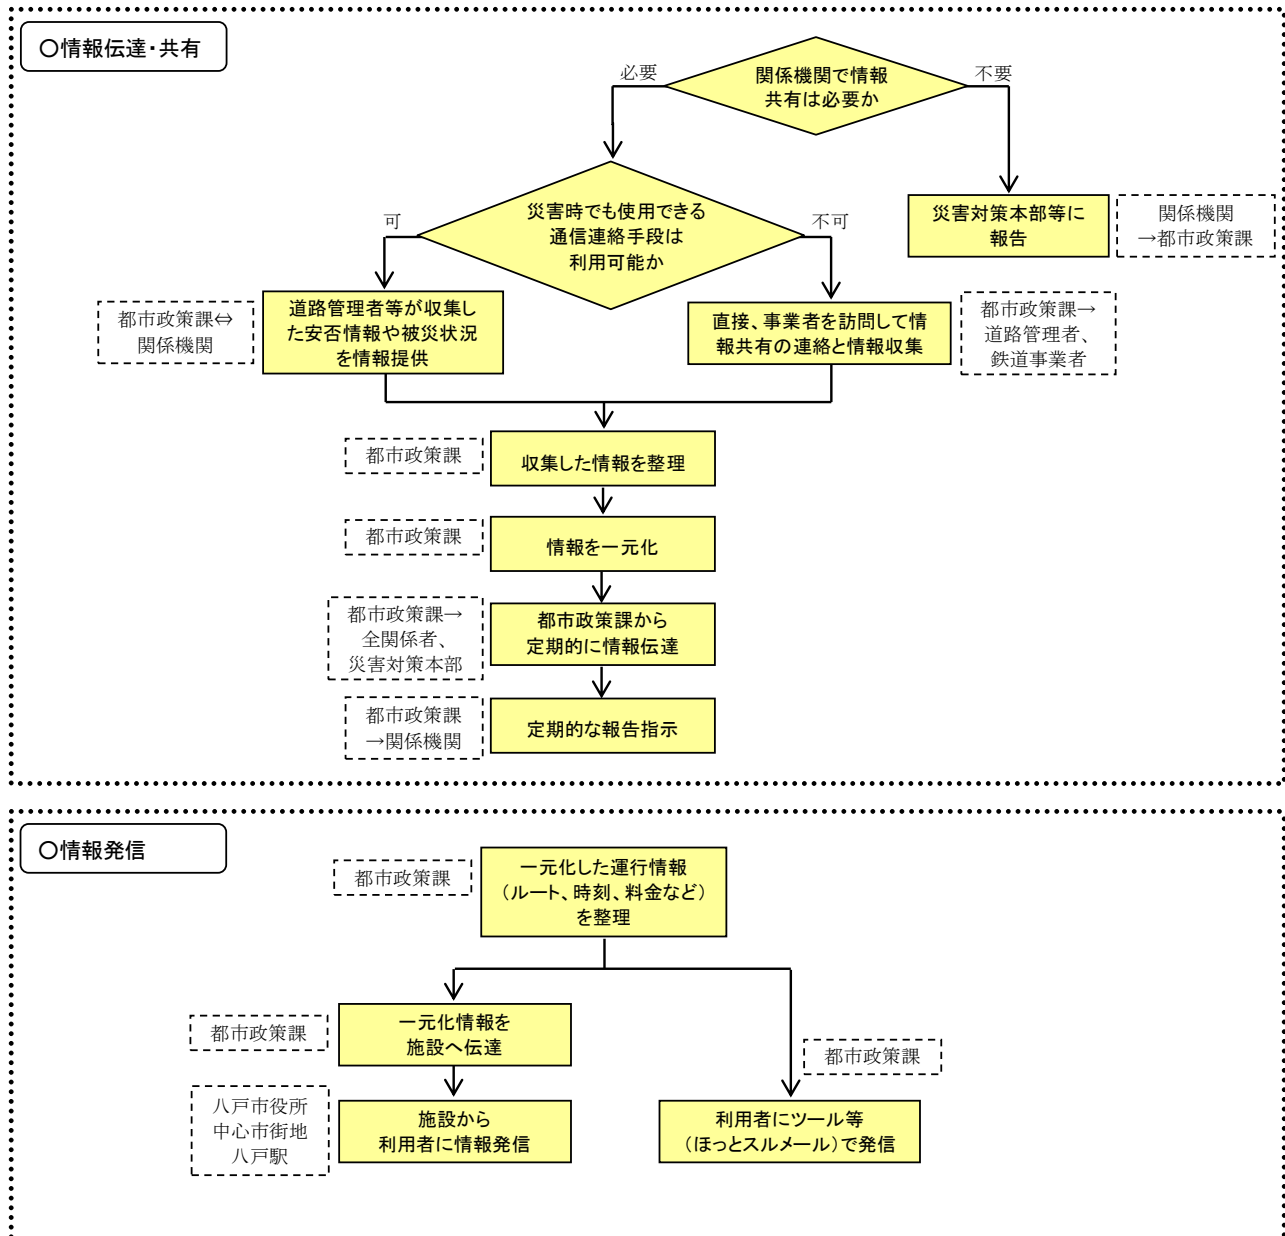 〇情報伝達・共有
関係機関で情報
共有は必要か
必要
不要
災害時でも使用できる
通信連絡手段は
利用可能か
可
不可
災害対策本部等に
報告
関係機関
→都市政策課
都市政策課⇔
関係機関
道路管理者等が収集し
た安否情報や被災状況
を情報提供
直接、事業者を訪問して情
報共有の連絡と情報収集
都市政策課→
道路管理者、
鉄道事業者
都市政策課
収集した情報を整理
都市政策課
情報を一元化
都市政策課→
全関係者、
災害対策本部
都市政策課から
定期的に情報伝達
都市政策課
→関係機関
定期的な報告指示
〇情報発信
都市政策課
一元化した運行情報
（ルート、時刻、料金など）
を整理
都市政策課
一元化情報を
施設へ伝達
都市政策課
八戸市役所
中心市街地
八戸駅
施設から
利用者に情報発信
利用者にツール等
（ほっとスルメール）で発信